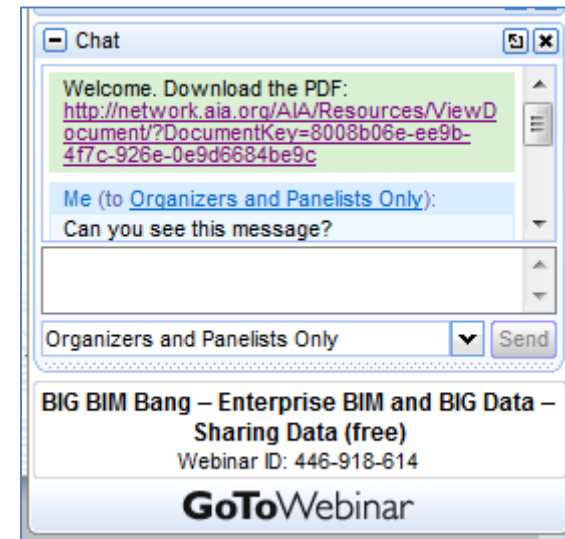 Chat
Welcome. Download the PDF:
http://network.aia.org/AIA/Resources/ViewD
ocument/?DocumentKey=8008b06e-ee9b-
4f7c-926e-0e9d6684be9c
Me (to Organizers and Panelists Only):
Can you see this message?
Organizers and Panelists Only
Send
BIG BIM Bang – Enterprise BIM and BIG Data –
Sharing Data (free)
Webinar ID: 446-918-614
GoToWebinar